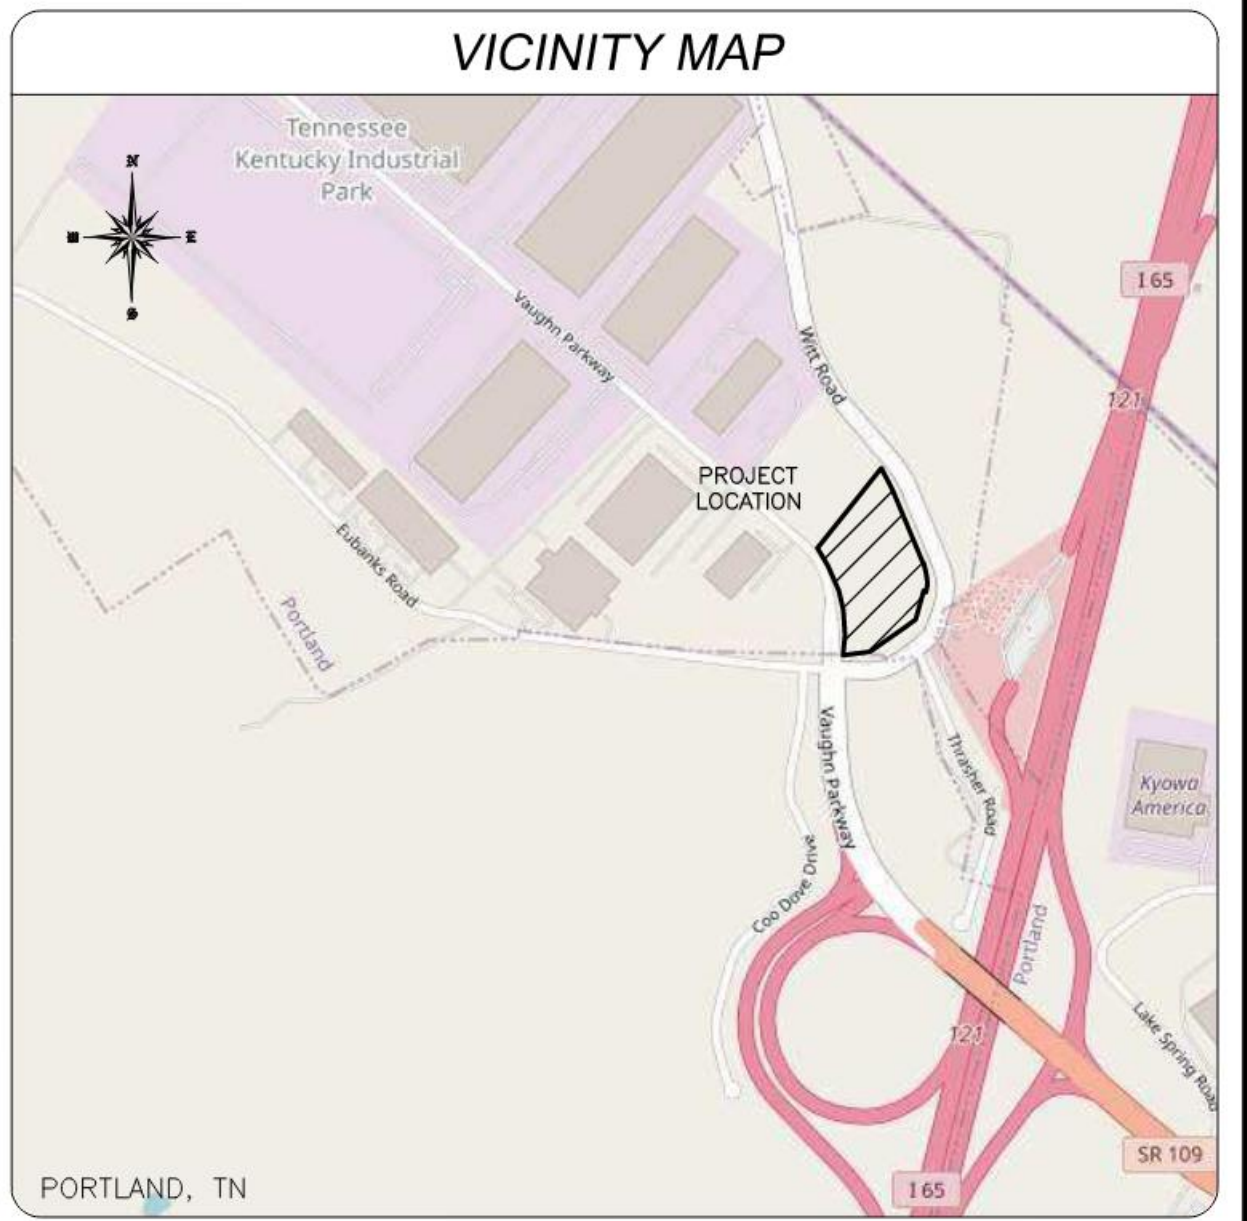 VICINITY MAP
Tennessee
Kentucky Industrial
Park
N
W E
S
I 65
Vaughn Parkway
Witt Road
121
PROJECT
LOCATION
Eubanks Road
Portland
Vaughn Parkway
Thrasher Road
Kyowa
America
Coo Dove Drive
Portland
Lake Spring Road
121
SR 109
I 65
PORTLAND, TN